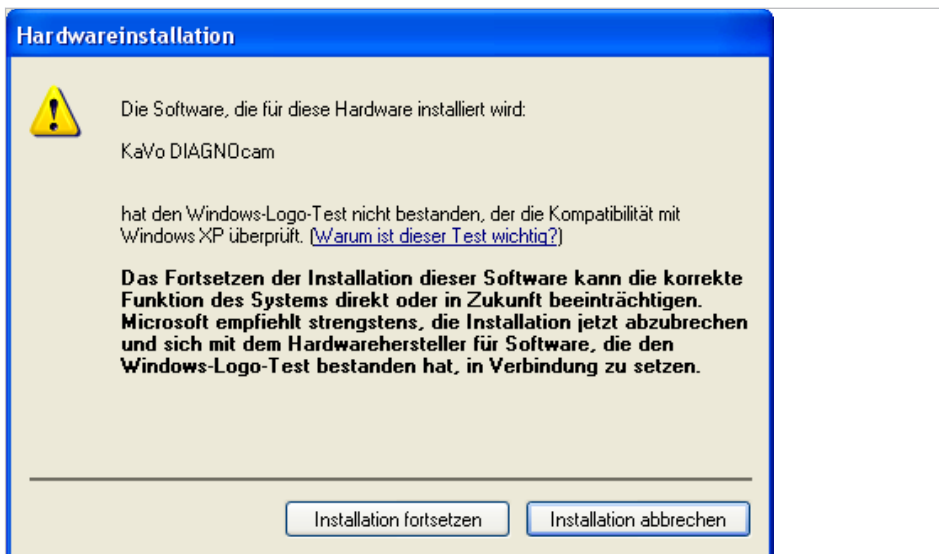 Hardwareinstallation
Die Software, die für diese Hardware installiert wird:
KaVo DIAGNOcam
hat den Windows-Logo-Test nicht bestanden, der die Kompatibilität mit
Windows XP überprüft. (Warum ist dieser Test wichtig?)
Das Fortsetzen der Installation dieser Software kann die korrekte
Funktion des Systems direkt oder in Zukunft beeinträchtigen.
Microsoft empfiehlt strengstens, die Installation jetzt abzubrechen
und sich mit dem Hardwarehersteller für Software, die den
Windows-Logo-Test bestanden hat, in Verbindung zu setzen.
Installation fortsetzen
Installation abbrechen